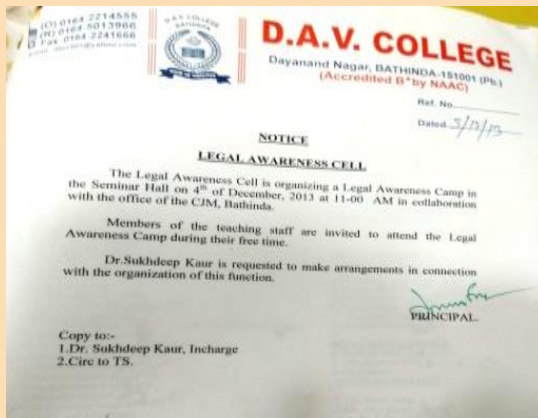 (O) 0164-2214555
(R) 0164-5013966
Fax 0164-2241666
D.A.V. COLLEGE
BATHINDA
D.A.V. COLLEGE
Dayanand Nagar, BATHINDA-151001 (Pb.)
(Accredited B+ by NAAC)
Ref. No.
Dated 3/12/13
NOTICE
LEGAL AWARENESS CELL
The Legal Awareness Cell is organizing a Legal Awareness Camp in
the Seminar Hall on 4th of December, 2013 at 11-00 AM in collaboration
with the office of the CJM, Bathinda.
Members of the teaching staff are invited to attend the Legal
Awareness Camp during their free time.
Dr.Sukhdeep Kaur is requested to make arrangements in connection
with the organization of this function.
PRINCIPAL.
Copy to:-
1.Dr. Sukhdeep Kaur, Incharge
2.Circ to TS.